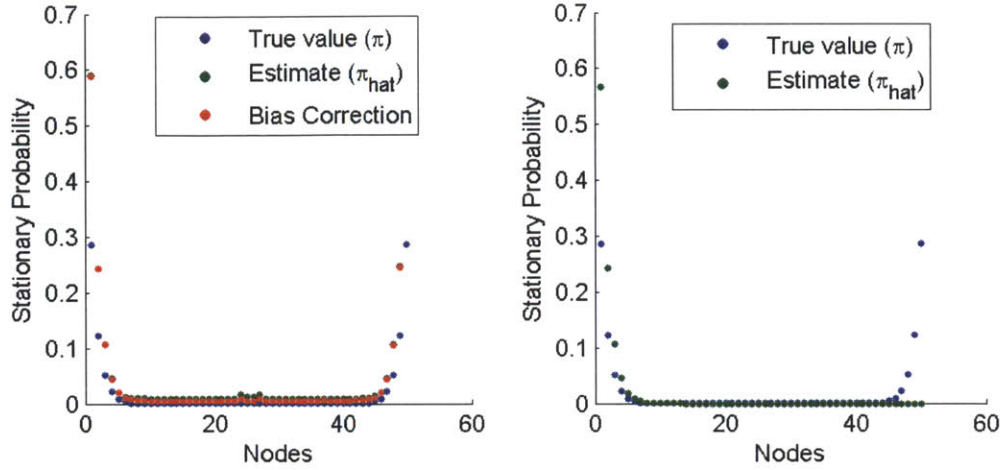 0.7
0.6
0.5
0.4
0.3
0.2
0.1
0
0
20
40
60
Stationary Probability
Nodes
True value (π)
Estimate (π_hat)
Bias Correction
0.7
0.6
0.5
0.4
0.3
0.2
0.1
0
0
20
40
60
Stationary Probability
Nodes
True value (π)
Estimate (π_hat)